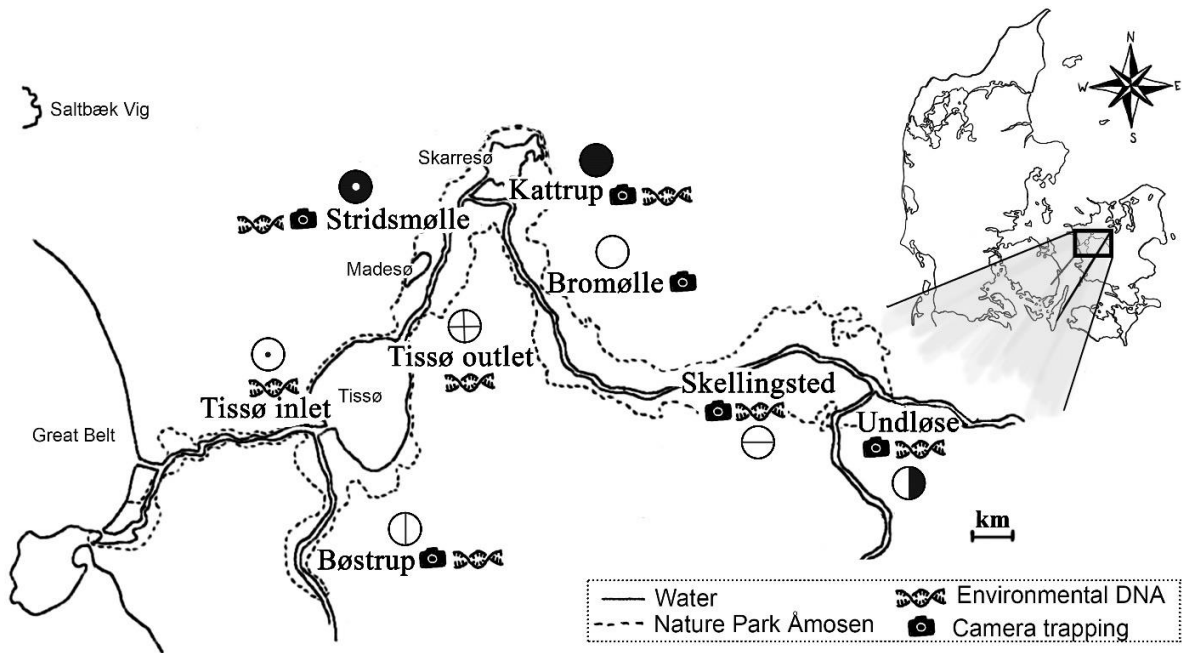 Saltbæk Vig
N
W
E
S
Skarresø
Kattrup
Stridsmølle
Madesø
Bromølle
Tissø outlet
Skellingsted
Tissø inlet
Tissø
Undløse
Great Belt
km
Bøstrup
Water
Environmental DNA
Nature Park Åmosen
Camera trapping